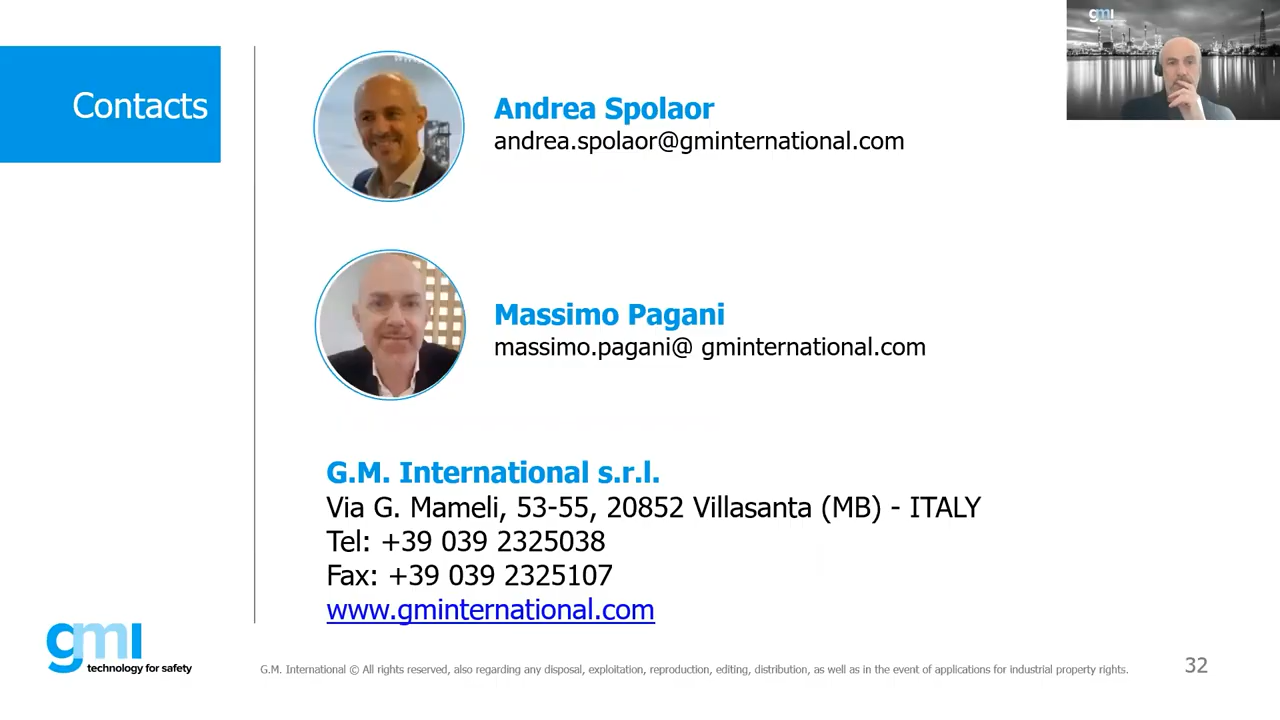 Contacts
Andrea Spolaor
andrea.spolaor@gminternational.com
Massimo Pagani
massimo.pagani@ gminternational.com
G.M. International s.r.l.
Via G. Mameli, 53-55, 20852 Villasanta (MB) - ITALY
Tel: +39 039 2325038
Fax: +39 039 2325107
www.gminternational.com
gmi
technology for safety
G.M. International © All rights reserved, also regarding any disposal, exploitation, reproduction, editing, distribution, as well as in the event of applications for industrial property rights.
32
gmi